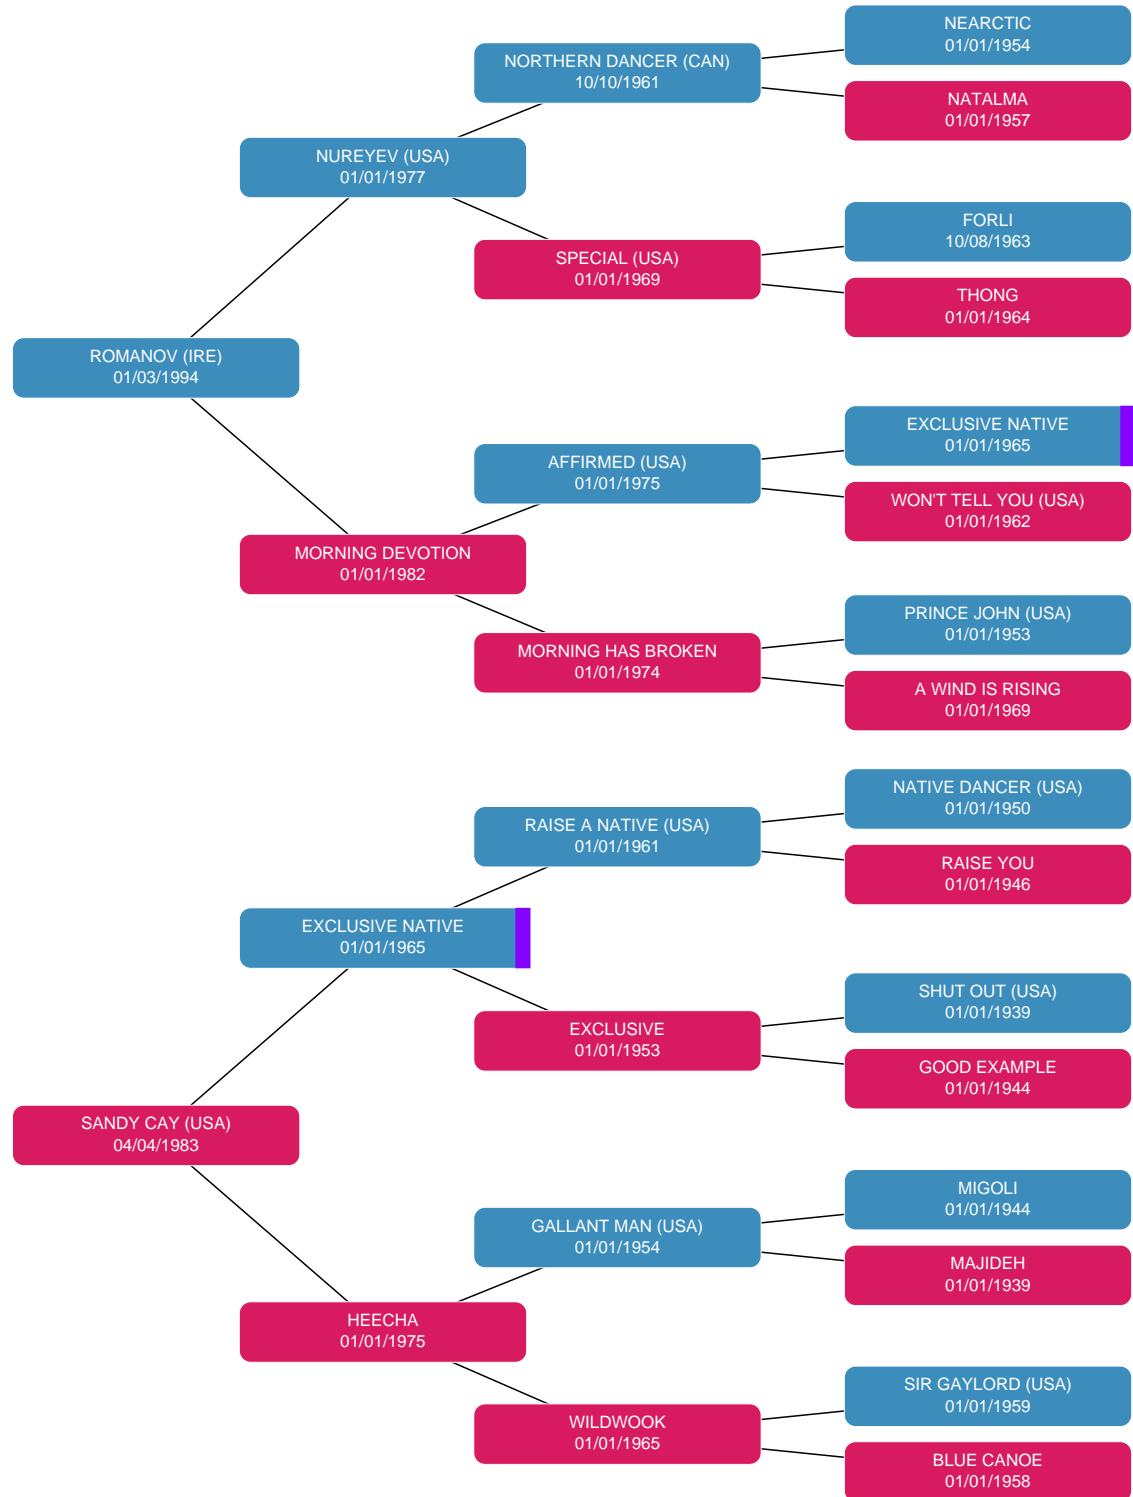 NEARCTIC
01/01/1954
NORTHERN DANCER (CAN)
10/10/1961
NATALMA
01/01/1957
NUREYEV (USA)
01/01/1977
FORLI
10/08/1963
SPECIAL (USA)
01/01/1969
THONG
01/01/1964
ROMANOV (IRE)
01/03/1994
EXCLUSIVE NATIVE
01/01/1965
AFFIRMED (USA)
01/01/1975
WON'T TELL YOU (USA)
01/01/1962
MORNING DEVOTION
01/01/1982
PRINCE JOHN (USA)
01/01/1953
MORNING HAS BROKEN
01/01/1974
A WIND IS RISING
01/01/1969
NATIVE DANCER (USA)
01/01/1950
RAISE A NATIVE (USA)
01/01/1961
RAISE YOU
01/01/1946
EXCLUSIVE NATIVE
01/01/1965
SHUT OUT (USA)
01/01/1939
EXCLUSIVE
01/01/1953
GOOD EXAMPLE
01/01/1944
SANDY CAY (USA)
04/04/1983
MIGOLI
01/01/1944
GALLANT MAN (USA)
01/01/1954
MAJIDEH
01/01/1939
HEECHA
01/01/1975
SIR GAYLORD (USA)
01/01/1959
WILDWOOK
01/01/1965
BLUE CANOE
01/01/1958